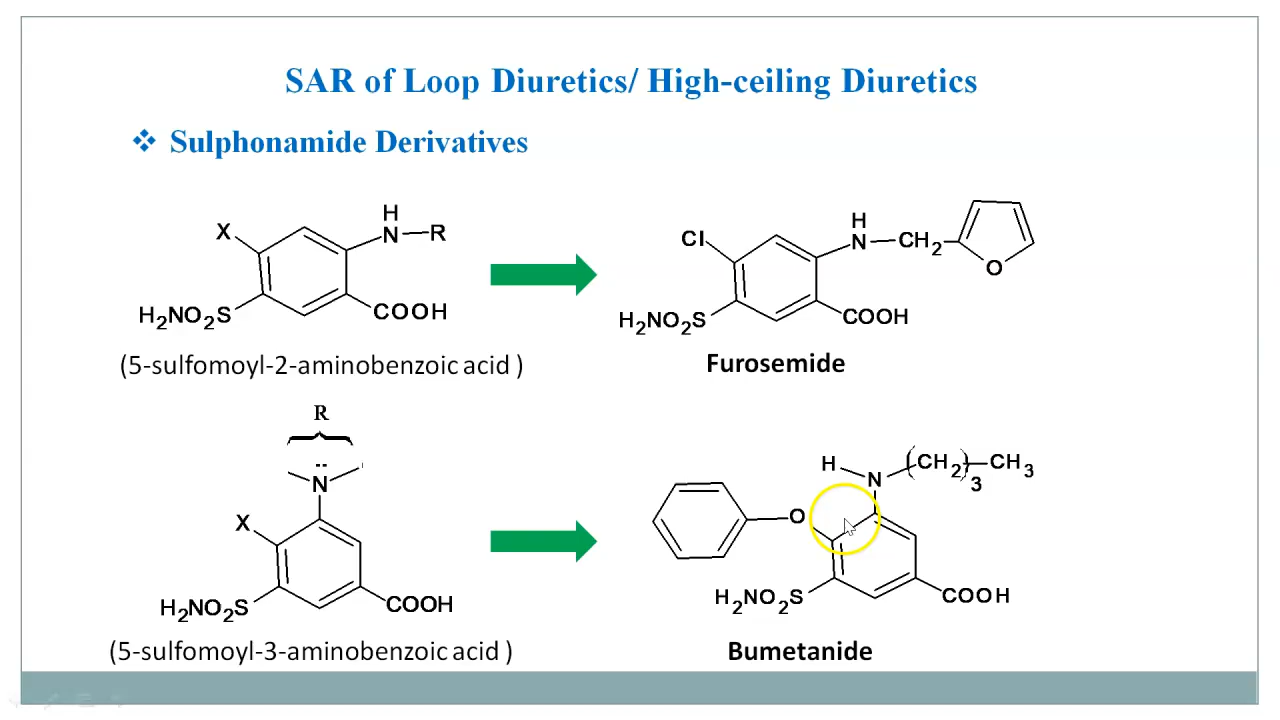 SAR of Loop Diuretics/ High-ceiling Diuretics
❖ Sulphonamide Derivatives
X
H
N
R
H2NO2S
COOH
(5-sulfomoyl-2-aminobenzoic acid )
Cl
H
N
CH2
O
H2NO2S
COOH
Furosemide
R
N
X
H2NO2S
COOH
(5-sulfomoyl-3-aminobenzoic acid )
H
N
(CH2)3
CH3
O
H2NO2S
COOH
Bumetanide